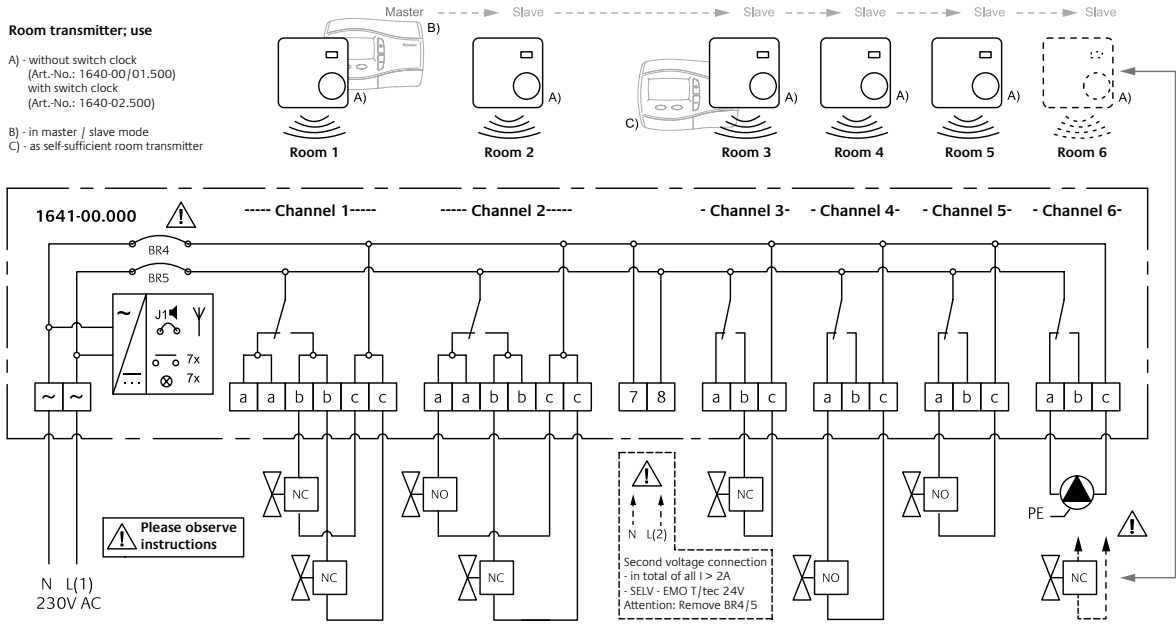 Room transmitter; use
A) - without switch clock
(Art.-No.: 1640-00/01.500)
with switch clock
(Art.-No.: 1640-02.500)
B) - in master / slave mode
C) - as self-sufficient room transmitter
Master Slave Slave Slave Slave Slave
B)
A) A) A) A) A) A)
C)
Room 1 Room 2 Room 3 Room 4 Room 5 Room 6
1641-00.000 ----- Channel 1----- ----- Channel 2----- - Channel 3- - Channel 4- - Channel 5- - Channel 6-
BR4
BR5
~ J1
7x
7x
~ ~ a a b b c c a a b b c c 7 8 a b c a b c a b c a b c
NC NO NC NO
PE
Please observe
instructions
N L(2)
Second voltage connection
- in total of all I > 2A
- SELV - EMO T/tec 24V
Attention: Remove BR4/5
NC NC NO NC
N L(1)
230V AC